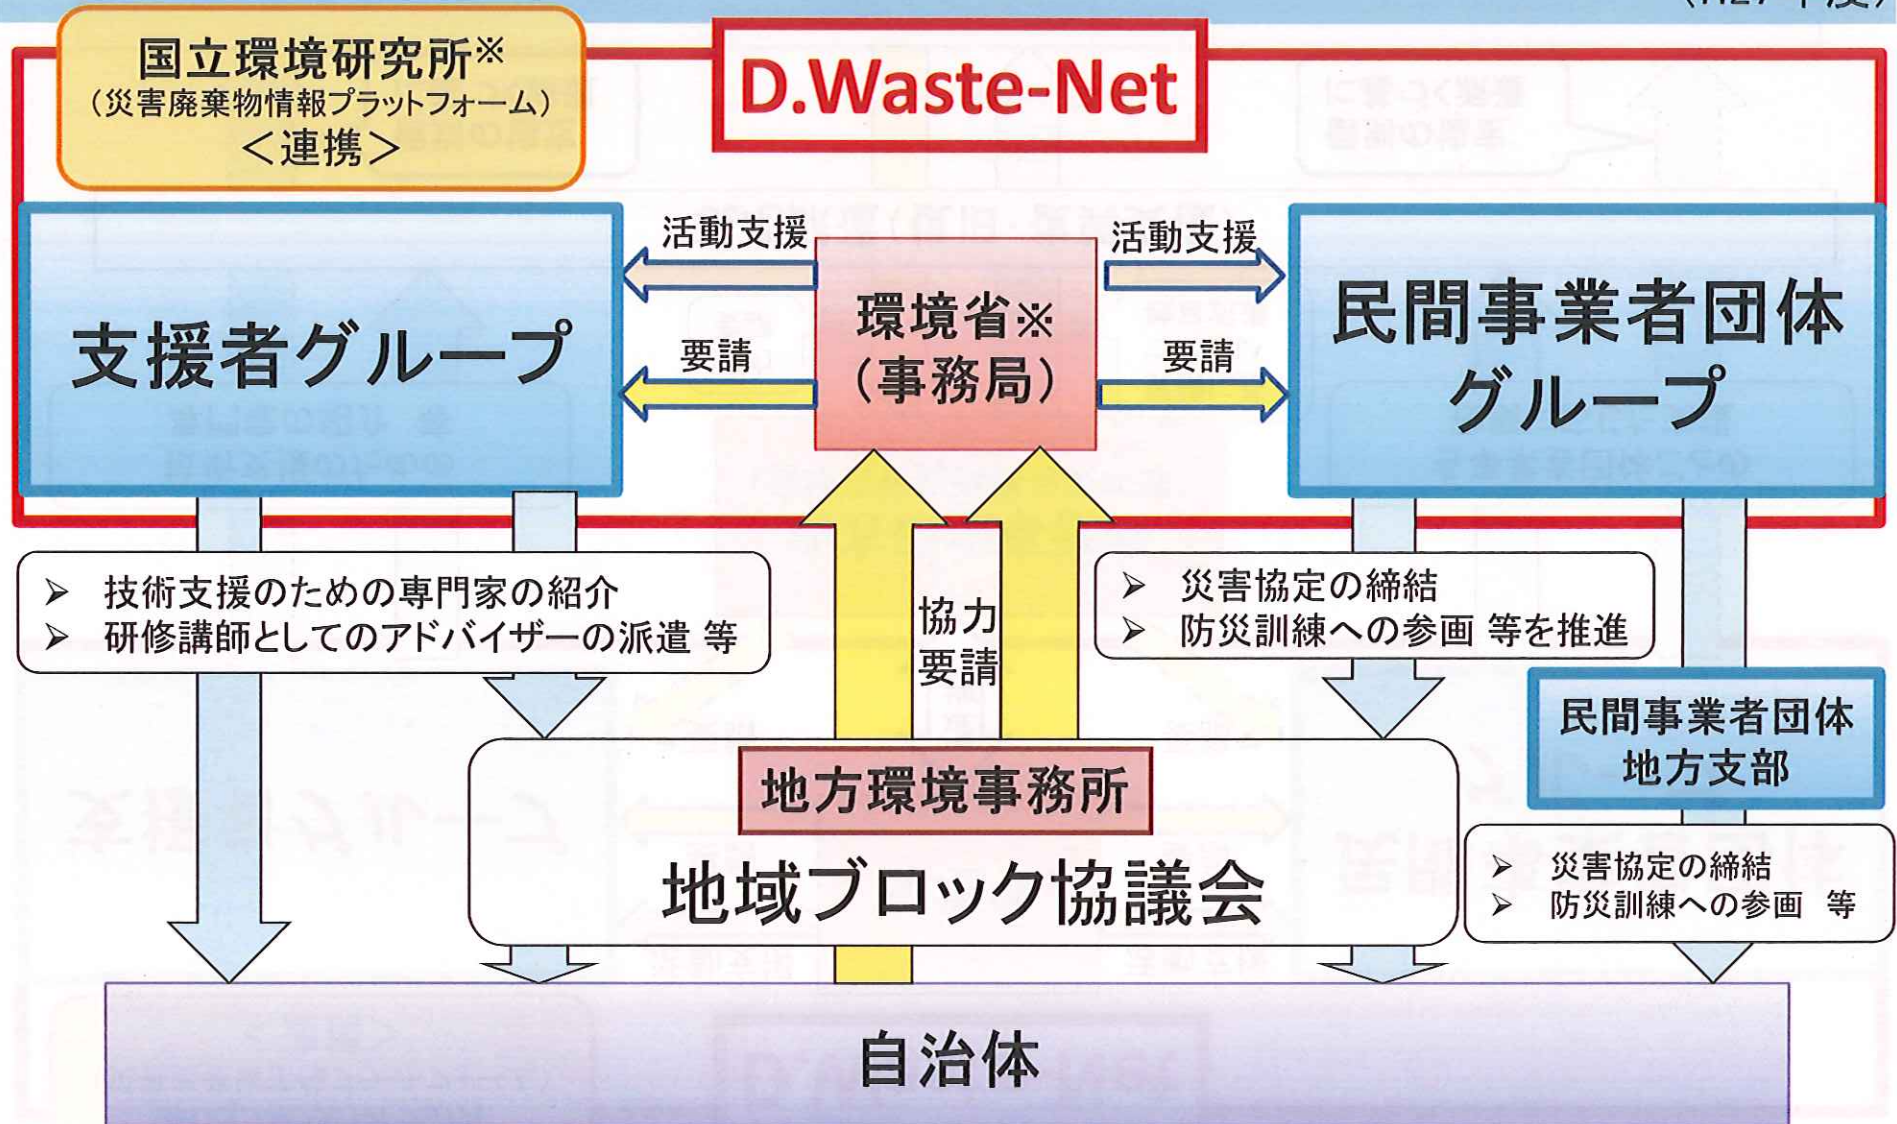 国立環境研究所※
（災害廃棄物情報プラットフォーム）
＜連携＞
D.Waste-Net
支援者グループ
活動支援
要請
環境省※
（事務局）
活動支援
要請
民間事業者団体
グループ
➢ 技術支援のための専門家の紹介
➢ 研修講師としてのアドバイザーの派遣 等
協力
要請
➢ 災害協定の締結
➢ 防災訓練への参画 等を推進
民間事業者団体
地方支部
地方環境事務所
地域ブロック協議会
➢ 災害協定の締結
➢ 防災訓練への参画 等
自治体